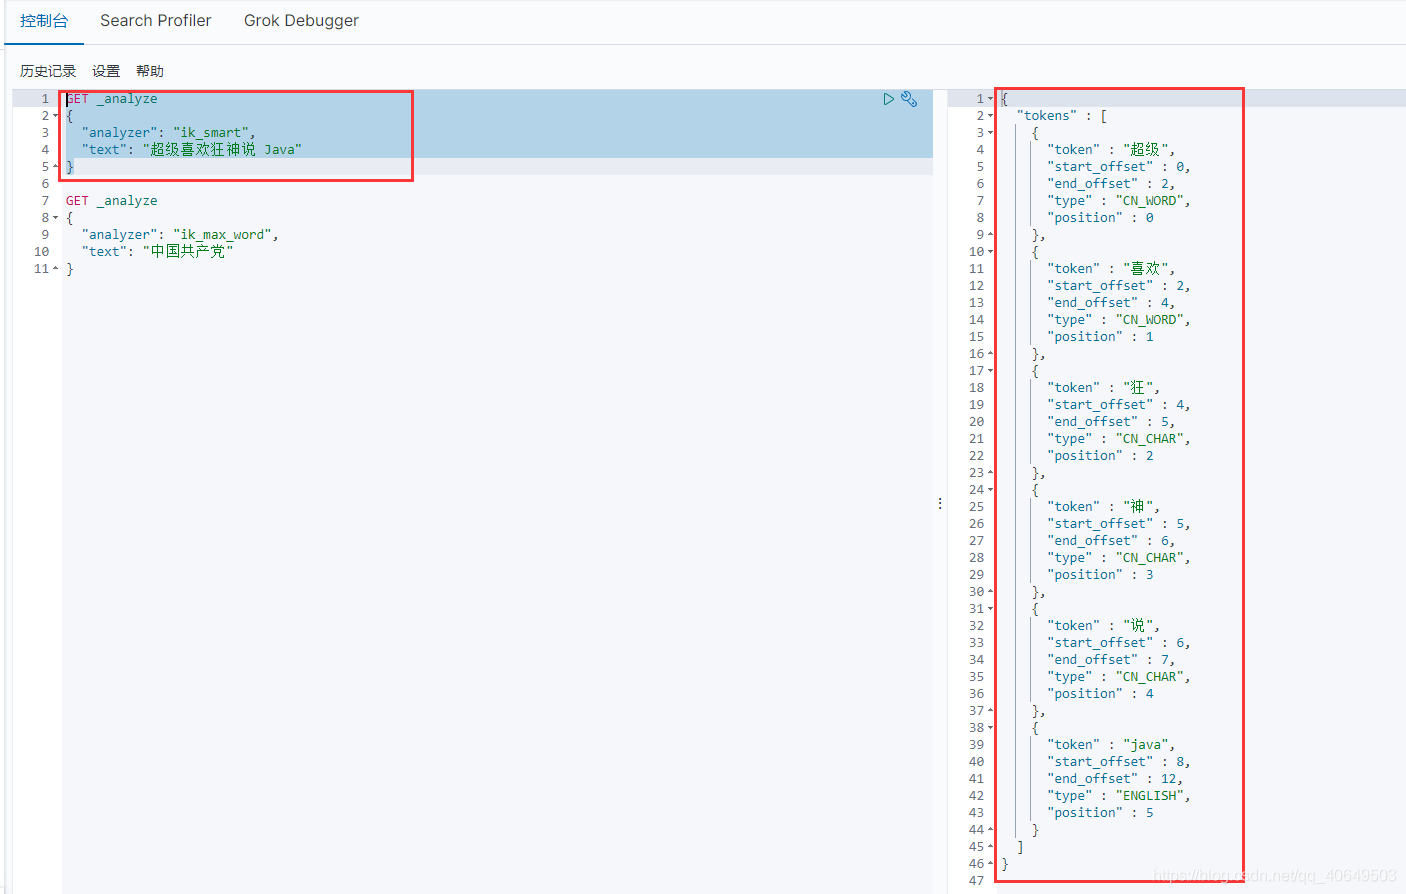 控制台 Search Profiler Grok Debugger
历史记录 设置 帮助
1 GET _analyze
2 {
3 "analyzer": "ik_smart",
4 "text": "超级喜欢狂神说 Java"
5 }
6
7 GET _analyze
8 {
9 "analyzer": "ik_max_word",
10 "text": "中国共产党"
11 }
1 {
2 "tokens" : [
3 {
4 "token" : "超级",
5 "start_offset" : 0,
6 "end_offset" : 2,
7 "type" : "CN_WORD",
8 "position" : 0
9 },
10 {
11 "token" : "喜欢",
12 "start_offset" : 2,
13 "end_offset" : 4,
14 "type" : "CN_WORD",
15 "position" : 1
16 },
17 {
18 "token" : "狂",
19 "start_offset" : 4,
20 "end_offset" : 5,
21 "type" : "CN_CHAR",
22 "position" : 2
23 },
24 {
25 "token" : "神",
26 "start_offset" : 5,
27 "end_offset" : 6,
28 "type" : "CN_CHAR",
29 "position" : 3
30 },
31 {
32 "token" : "说",
33 "start_offset" : 6,
34 "end_offset" : 7,
35 "type" : "CN_CHAR",
36 "position" : 4
37 },
38 {
39 "token" : "java",
40 "start_offset" : 8,
41 "end_offset" : 12,
42 "type" : "ENGLISH",
43 "position" : 5
44 }
45 ]
46 }
47
https://blog.csdn.net/qq_40649503